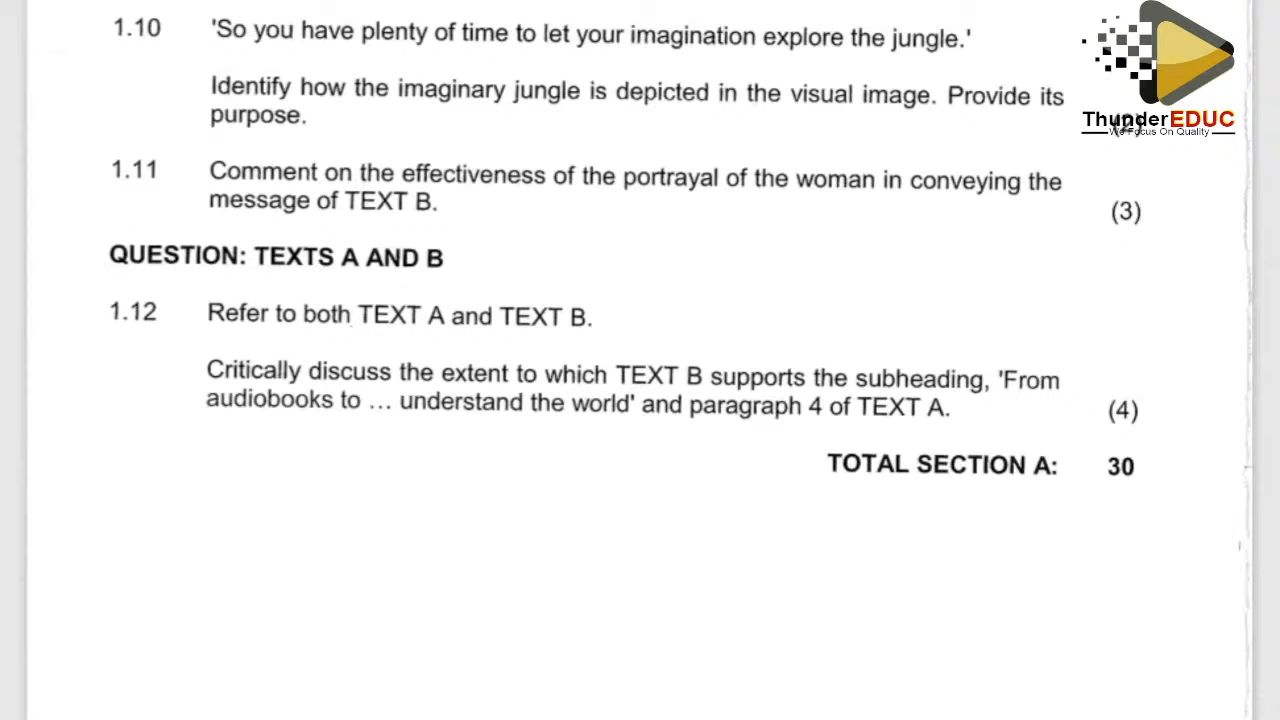 1.10 'So you have plenty of time to let your imagination explore the jungle.'
Identify how the imaginary jungle is depicted in the visual image. Provide its
purpose.
ThunderEDUC
We Focus On Quality
1.11 Comment on the effectiveness of the portrayal of the woman in conveying the
message of TEXT B. (3)
QUESTION: TEXTS A AND B
1.12 Refer to both TEXT A and TEXT B.
Critically discuss the extent to which TEXT B supports the subheading, 'From
audiobooks to … understand the world' and paragraph 4 of TEXT A. (4)
TOTAL SECTION A: 30